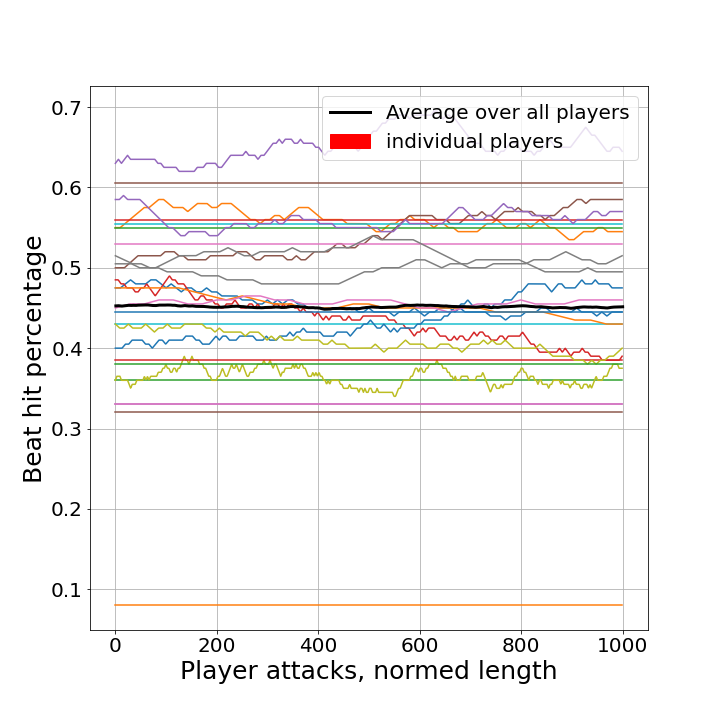 Average over all players
individual players
0.7
0.6
0.5
0.4
0.3
0.2
0.1
Beat hit percentage
0 200 400 600 800 1000
Player attacks, normed length